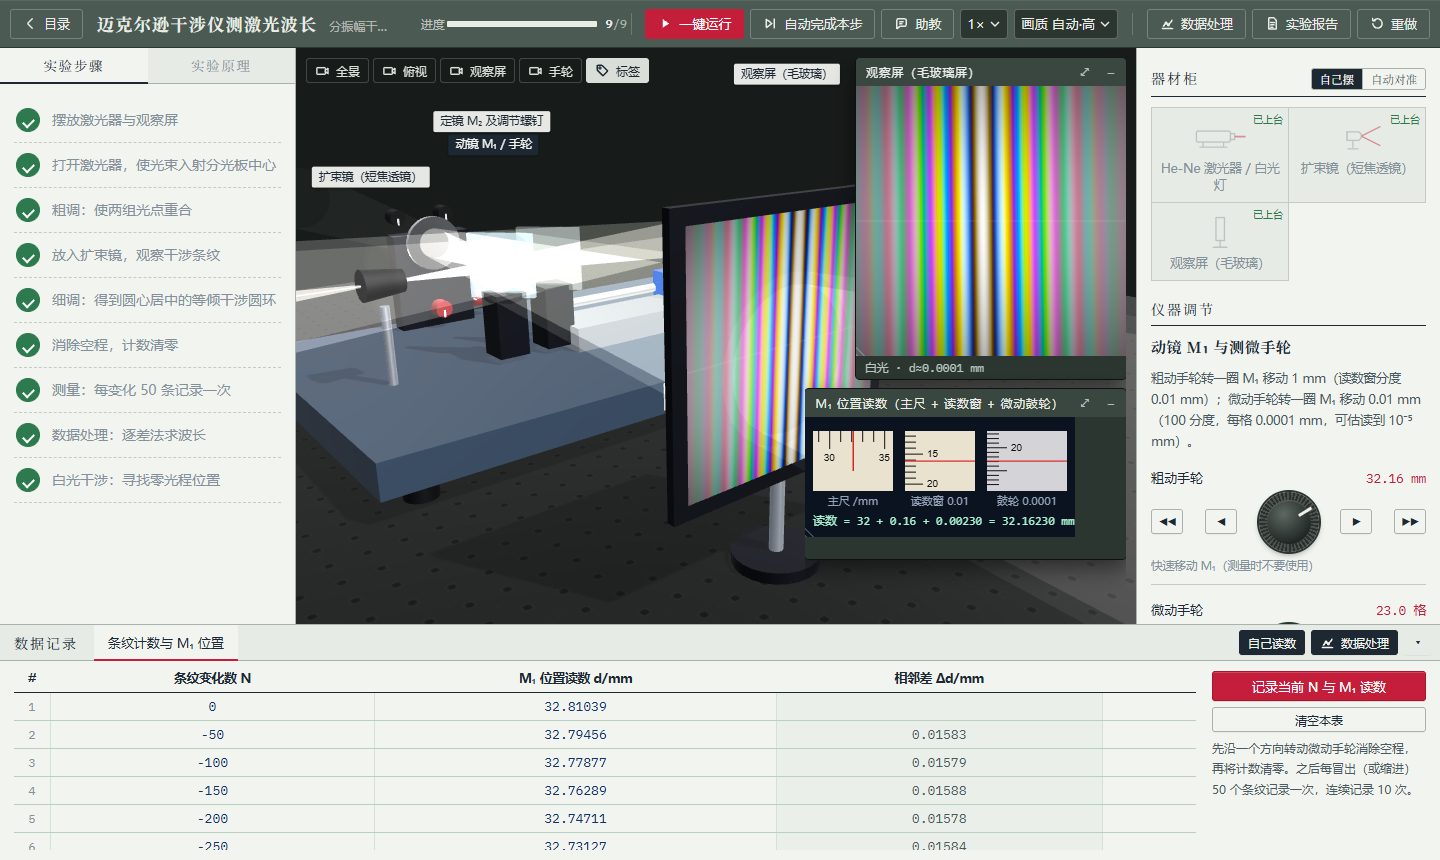 目录
迈克尔逊干涉仪测激光波长
分振幅干...
进度
9/9
一键运行
自动完成本步
助教
1×
画质 自动·高
数据处理
实验报告
重做
实验步骤
实验原理
摆放激光器与观察屏
打开激光器，使光束入射分光板中心
粗调：使两组光点重合
放入扩束镜，观察干涉条纹
细调：得到圆心居中的等倾干涉圆环
消除空程，计数清零
测量：每变化 50 条记录一次
数据处理：逐差法求波长
白光干涉：寻找零光程位置
全景
俯视
观察屏
手轮
标签
观察屏（毛玻璃）
定镜 M₂ 及调节螺钉
动镜 M₁ / 手轮
扩束镜（短焦透镜）
观察屏（毛玻璃屏）
白光 · d≈0.0001 mm
M₁ 位置读数（主尺 + 读数窗 + 微动鼓轮）
30
35
15
20
20
主尺 /mm
读数窗 0.01
鼓轮 0.0001
读数 = 32 + 0.16 + 0.00230 = 32.16230 mm
器材柜
自己摆
自动对准
已上台
He-Ne 激光器 / 白光
灯
已上台
扩束镜（短焦透镜）
已上台
观察屏（毛玻璃）
仪器调节
动镜 M₁ 与测微手轮
粗动手轮转一圈 M₁ 移动 1 mm（读数窗分度
0.01 mm）；微动手轮转一圈 M₁ 移动 0.01 mm
（100 分度，每格 0.0001 mm，可估读到 10⁻⁵
mm）。
粗动手轮
32.16 mm
快速移动 M₁（测量时不要使用）
微动手轮
23.0 格
数据记录
条纹计数与 M₁ 位置
自己读数
数据处理
# 条纹变化数 N M₁ 位置读数 d/mm 相邻差 Δd/mm
1 0 32.81039
2 -50 32.79456 0.01583
3 -100 32.77877 0.01579
4 -150 32.76289 0.01588
5 -200 32.74711 0.01578
6 -250 32.73127 0.01584
记录当前 N 与 M₁ 读数
清空本表
先沿一个方向转动微动手轮消除空程，
再将计数清零。之后每冒出（或缩进）
50 个条纹记录一次，连续记录 10 次。